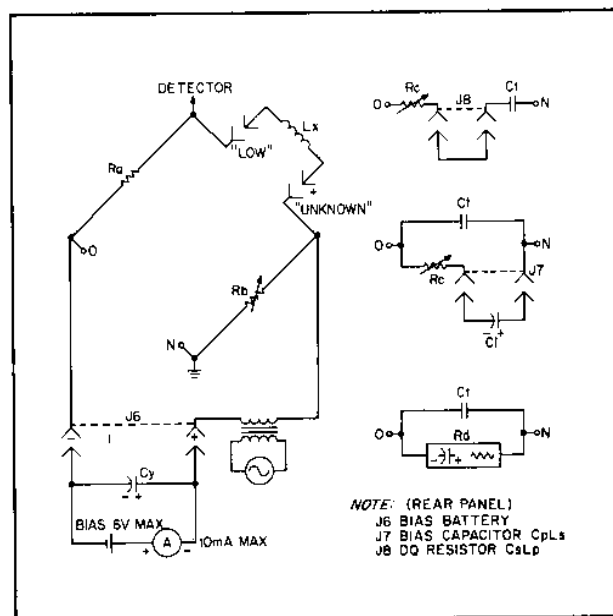 DETECTOR
Rc
J8
Ct
O
N
Lx
"LOW"
Ra
+
"UNKNOWN"
Ct
O
N
O
Rc
J7
Rb
- +
Ct
N
J6
-
I
+
Ct
O
Rd
N
- +
Cy
- +
BIAS 6V MAX
A
+ -
10mA MAX
NOTE: (REAR PANEL)
J6 BIAS BATTERY
J7 BIAS CAPACITOR CpLs
J8 DQ RESISTOR CsLp